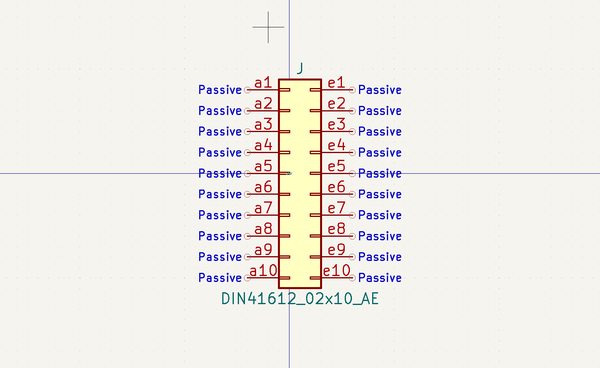 J
Passive a1 e1 Passive
Passive a2 e2 Passive
Passive a3 e3 Passive
Passive a4 e4 Passive
Passive a5 e5 Passive
Passive a6 e6 Passive
Passive a7 e7 Passive
Passive a8 e8 Passive
Passive a9 e9 Passive
Passive a10 e10 Passive
DIN41612_02x10_AE